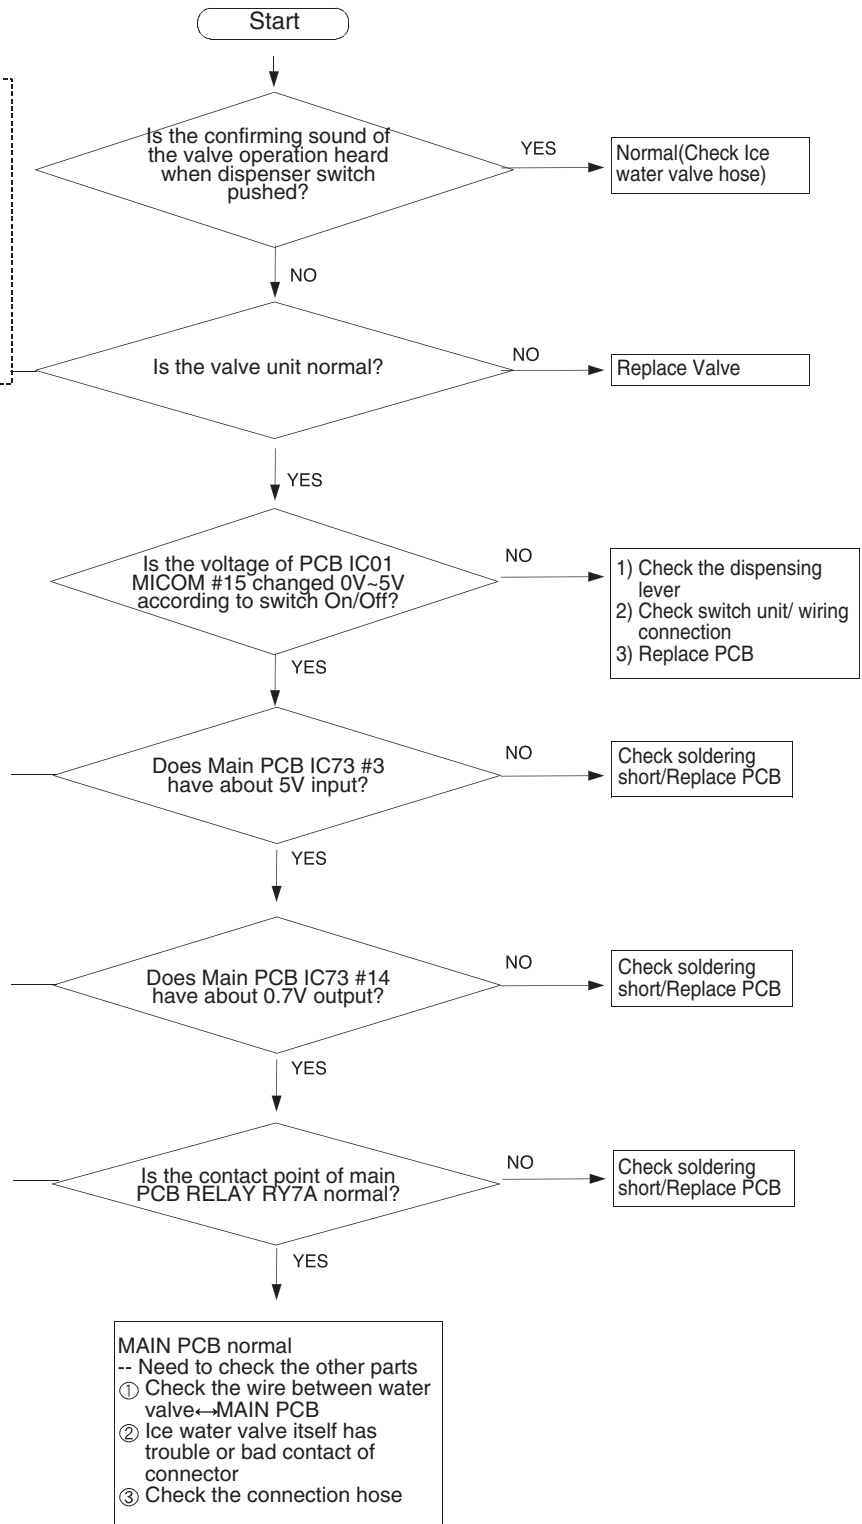 Start
Is the confirming sound of
the valve operation heard
when dispenser switch
pushed?
YES
Normal(Check Ice
water valve hose)
NO
Is the valve unit normal?
NO
Replace Valve
YES
Is the voltage of PCB IC01
MICOM #15 changed 0V~5V
according to switch On/Off?
NO
1) Check the dispensing
lever
2) Check switch unit/ wiring
connection
3) Replace PCB
YES
Does Main PCB IC73 #3
have about 5V input?
NO
Check soldering
short/Replace PCB
YES
Does Main PCB IC73 #14
have about 0.7V output?
NO
Check soldering
short/Replace PCB
YES
Is the contact point of main
PCB RELAY RY7A normal?
NO
Check soldering
short/Replace PCB
YES
MAIN PCB normal
-- Need to check the other parts
① Check the wire between water
valve↔MAIN PCB
② Ice water valve itself has
trouble or bad contact of
connector
③ Check the connection hose